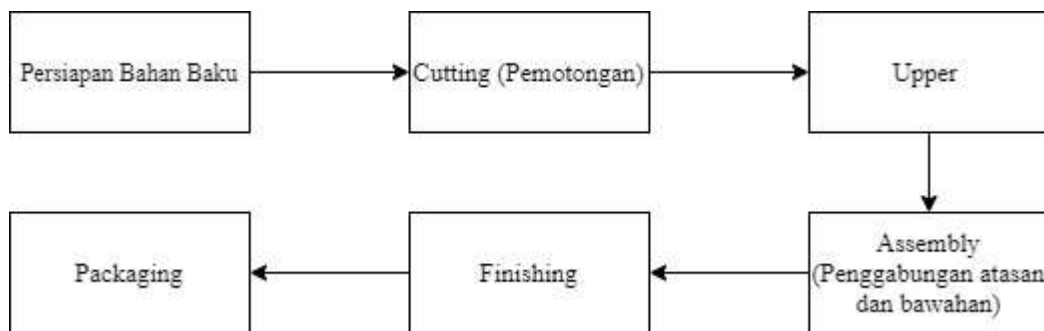 Persiapan Bahan Baku
Cutting (Pemotongan)
Upper
Assembly
(Penggabungan atasan
dan bawahan)
Finishing
Packaging